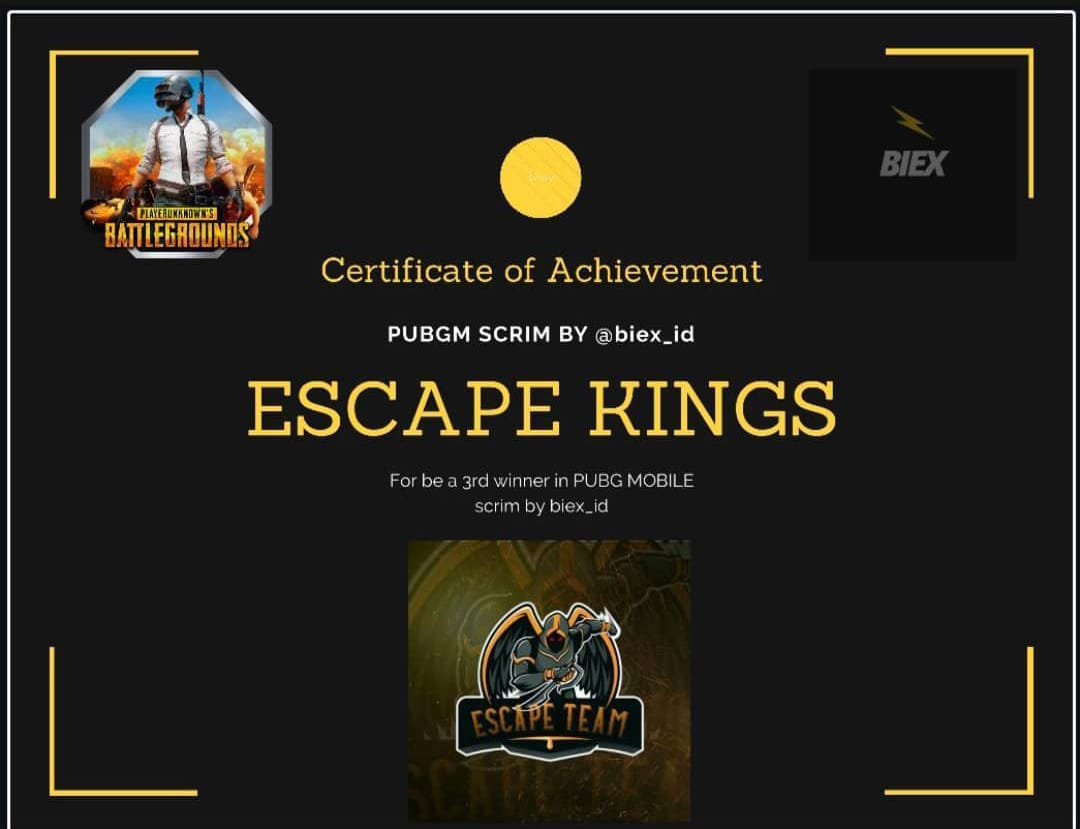 PLAYERUNKNOWN'S
BATTLEGROUNDS
BIEX
Certificate of Achievement
PUBGM SCRIM BY @biex_id
ESCAPE KINGS
For be a 3rd winner in PUBG MOBILE
scrim by biex_id
ESCAPE TEAM